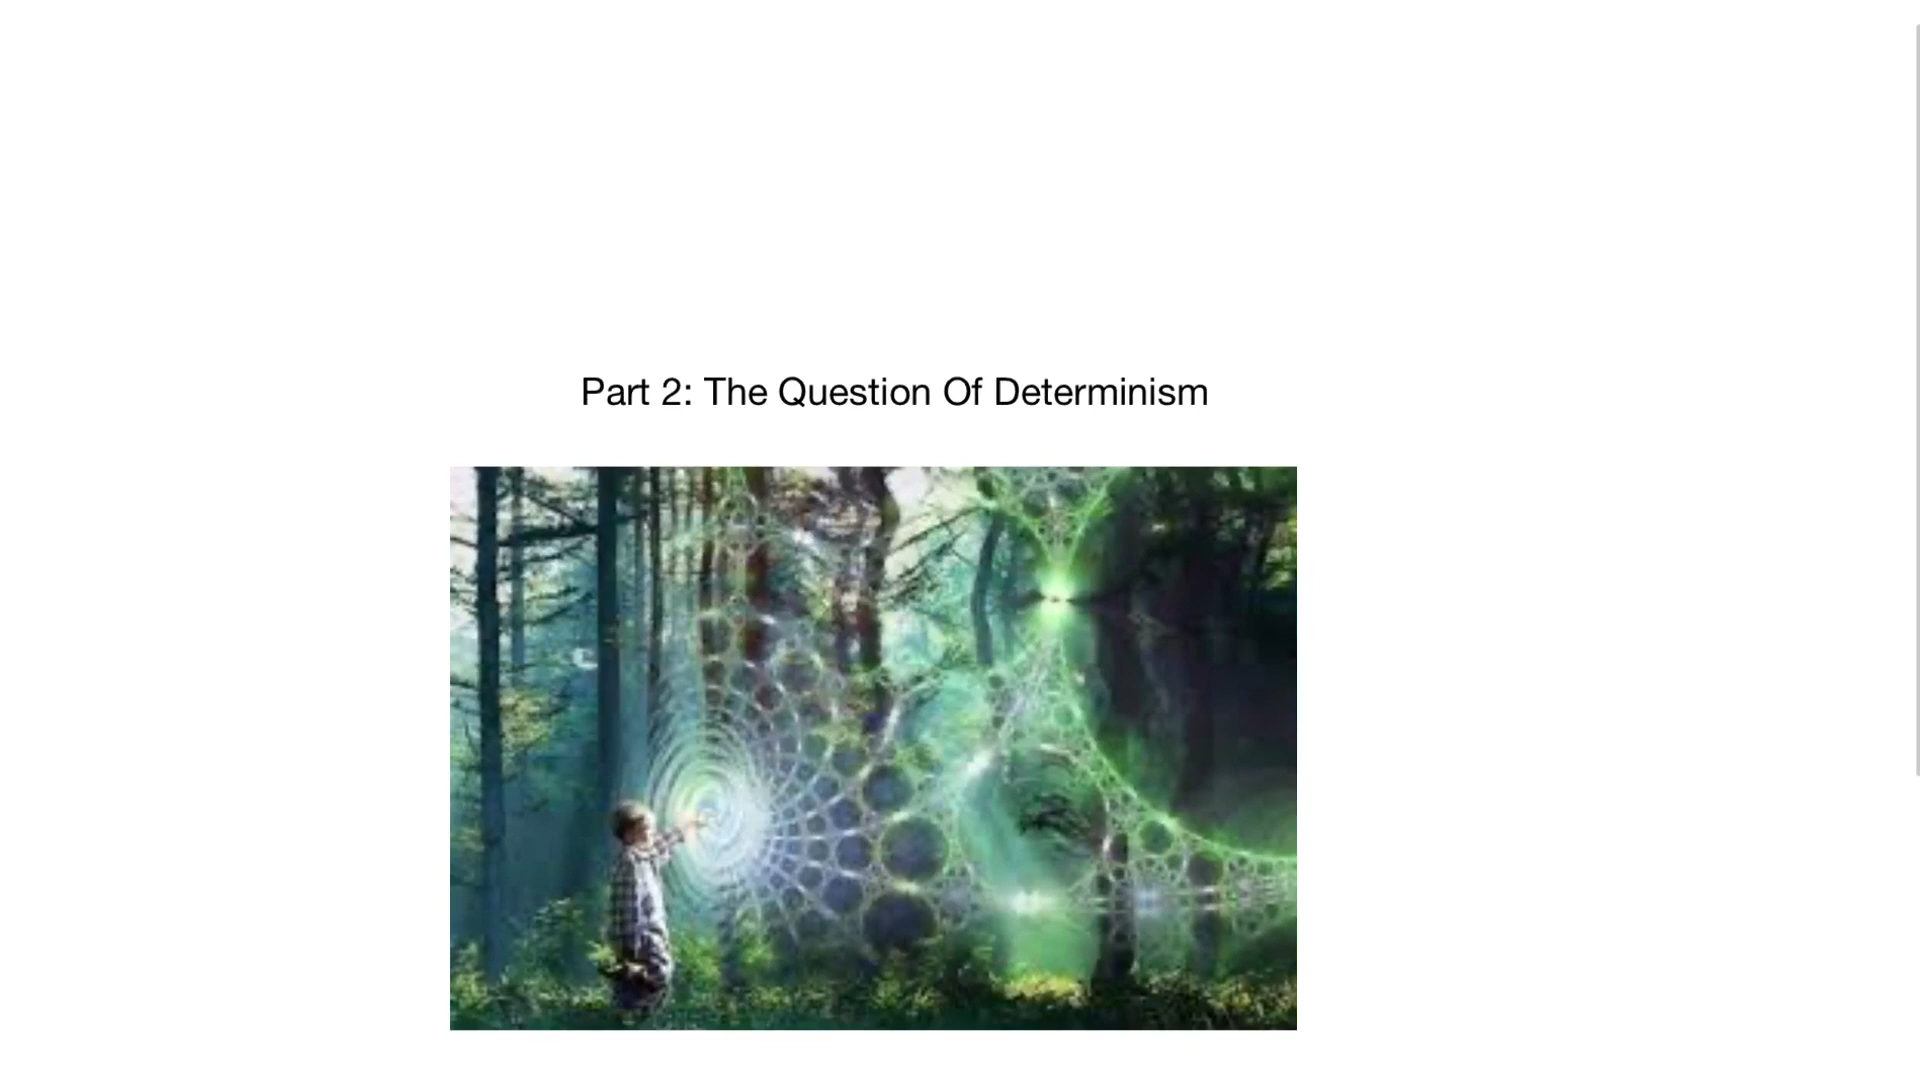 Part 2: The Question Of Determinism